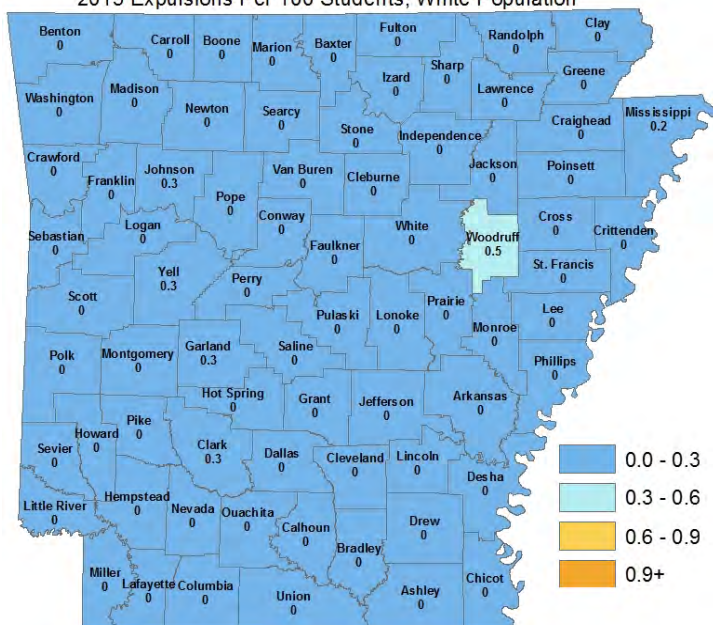 2013 Expulsions Per 100 Students, White Population
Benton
0
Carroll
0
Boone
0
Marion
0
Baxter
0
Fulton
0
Randolph
0
Clay
0
Izard
0
Sharp
0
Lawrence
0
Greene
0
Washington
0
Madison
0
Newton
0
Searcy
0
Stone
0
Independence
0
Craighead
0
Mississippi
0.2
Crawford
0
Franklin
0
Johnson
0.3
Pope
0
Van Buren
0
Cleburne
0
Jackson
0
Poinsett
0
Sebastian
0
Logan
0
Conway
0
Faulkner
0
White
0
Woodruff
0.5
Cross
0
Crittenden
0
St. Francis
0
Scott
0
Yell
0.3
Perry
0
Pulaski
0
Lonoke
0
Prairie
0
Monroe
0
Lee
0
Phillips
0
Polk
0
Montgomery
0
Garland
0.3
Saline
0
Hot Spring
0
Grant
0
Jefferson
0
Arkansas
0
Sevier
0
Howard
0
Pike
0
Clark
0.3
Dallas
0
Cleveland
0
Lincoln
0
Desha
0
Little River
0
Hempstead
0
Nevada
0
Ouachita
0
Calhoun
0
Bradley
0
Drew
0
Miller
0
Lafayette
0
Columbia
0
Union
0
Ashley
0
Chicot
0
0.0 - 0.3
0.3 - 0.6
0.6 - 0.9
0.9+